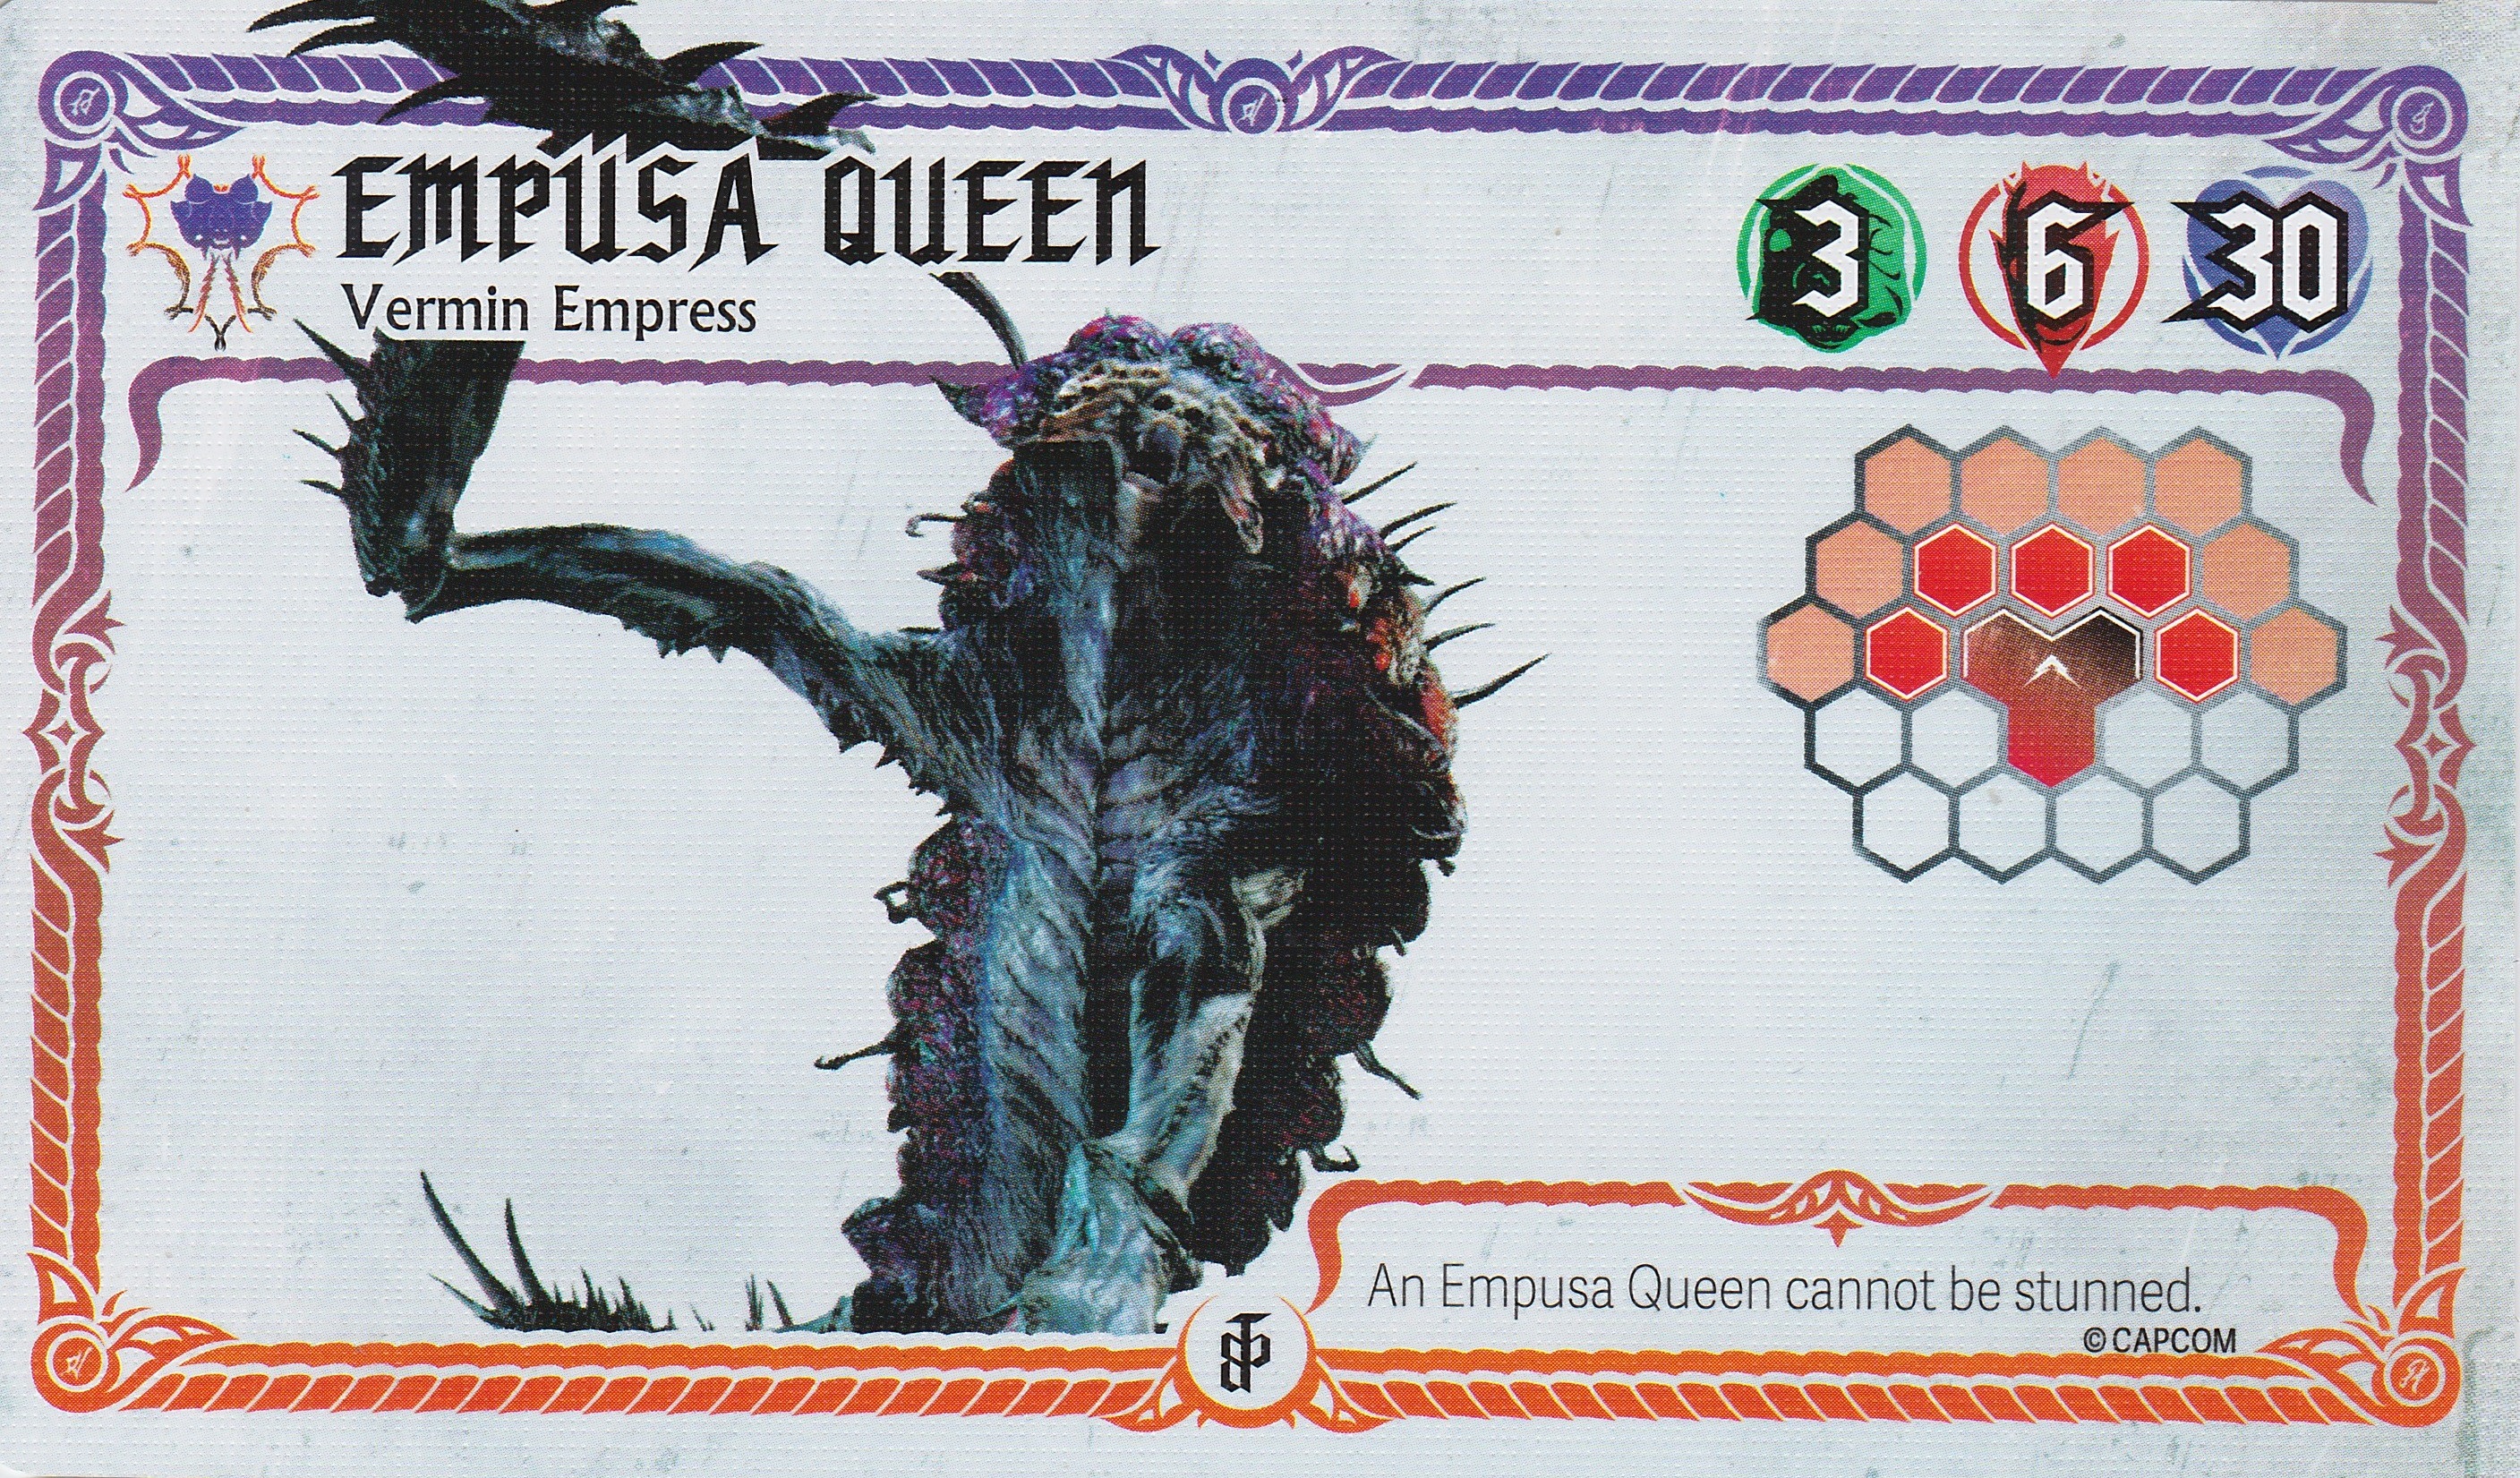 EMPUSA QUEEN
Vermin Empress
3 6 30
An Empusa Queen cannot be stunned.
© CAPCOM